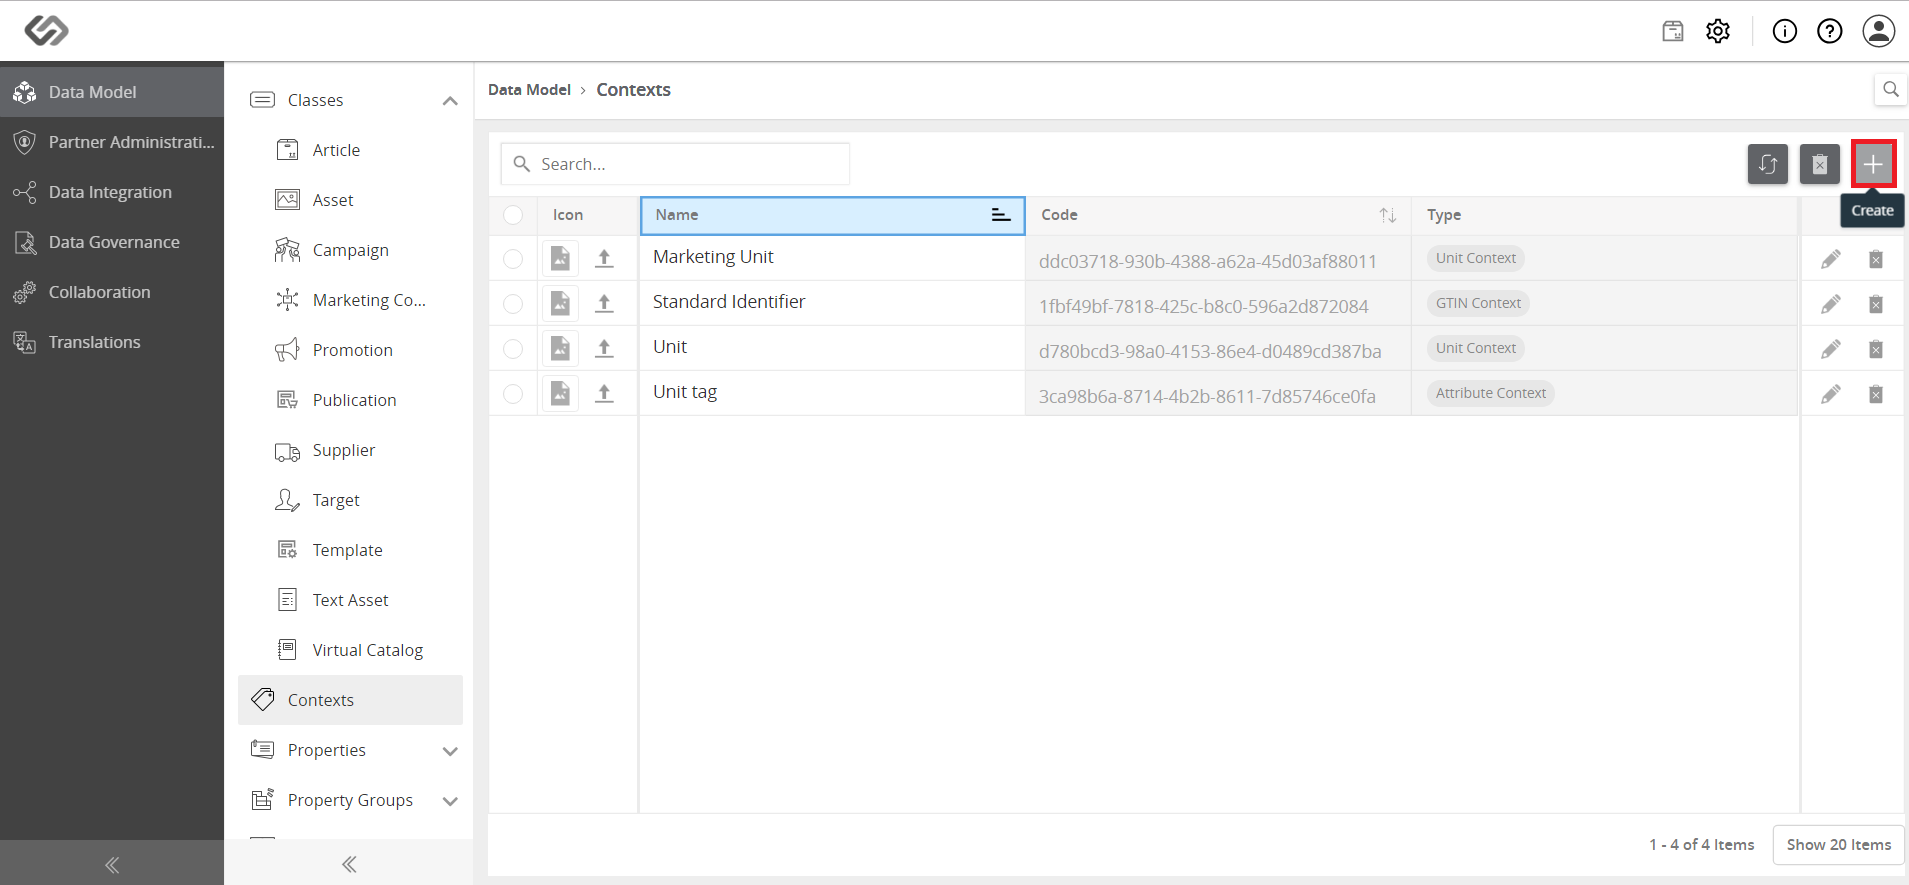 Data Model
Partner Administrati...
Data Integration
Data Governance
Collaboration
Translations
Classes
Article
Asset
Campaign
Marketing Co...
Promotion
Publication
Supplier
Target
Template
Text Asset
Virtual Catalog
Contexts
Properties
Property Groups
Data Model › Contexts
Search...
Create
Icon Name Code Type
Marketing Unit ddc03718-930b-4388-a62a-45d03af88011 Unit Context
Standard Identifier 1fbf49bf-7818-425c-b8c0-596a2d872084 GTIN Context
Unit d780bcd3-98a0-4153-86e4-d0489cd387ba Unit Context
Unit tag 3ca98b6a-8714-4b2b-8611-7d85746ce0fa Attribute Context
1 - 4 of 4 Items Show 20 Items